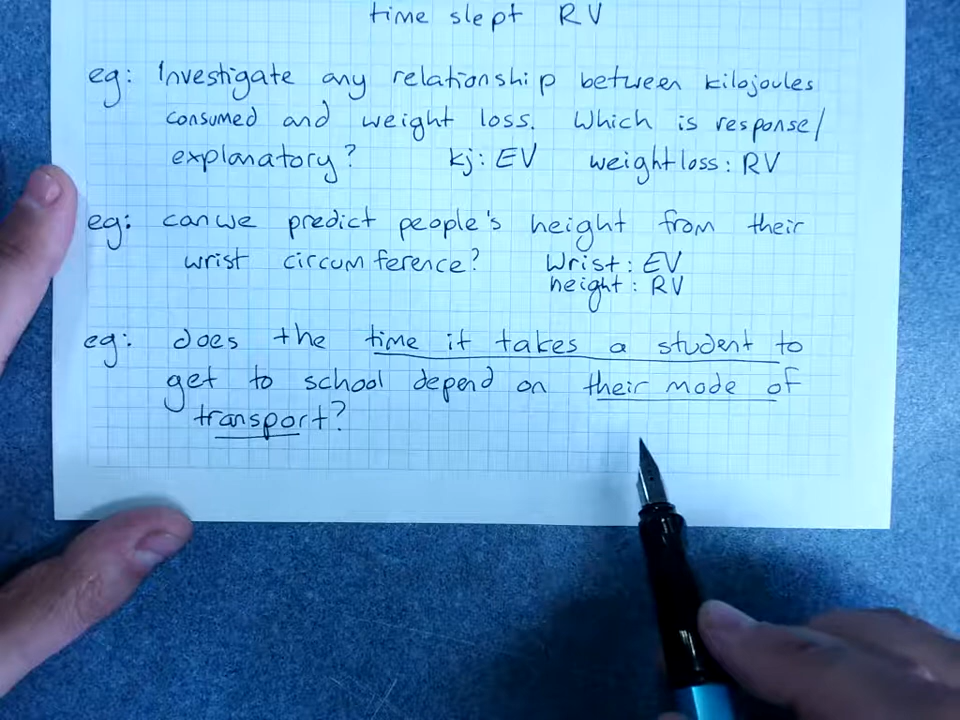 time slept RV
eg: Investigate any relationship between kilojoules
consumed and weight loss. Which is response/
explanatory? kj: EV weightloss: RV
eg: can we predict people's height from their
wrist circumference? Wrist: EV
height: RV
eg: does the time it takes a student to
get to school depend on their mode of
transport?